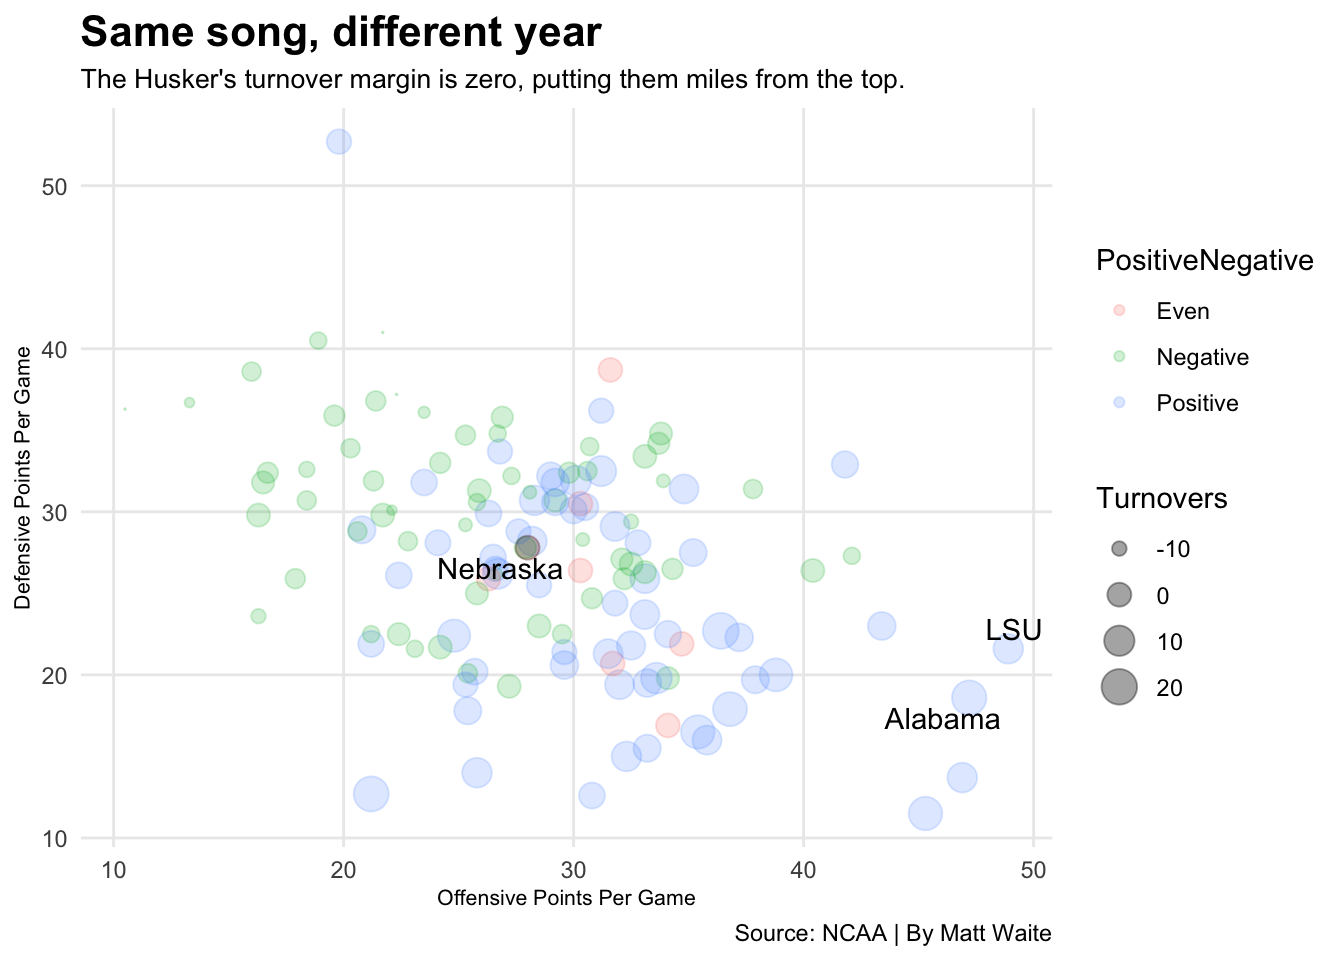 Same song, different year
The Husker's turnover margin is zero, putting them miles from the top.
Defensive Points Per Game
50
40
30
20
10
Nebraska
LSU
Alabama
10 20 30 40 50
Offensive Points Per Game
PositiveNegative
Even
Negative
Positive
Turnovers
-10
0
10
20
Source: NCAA | By Matt Waite